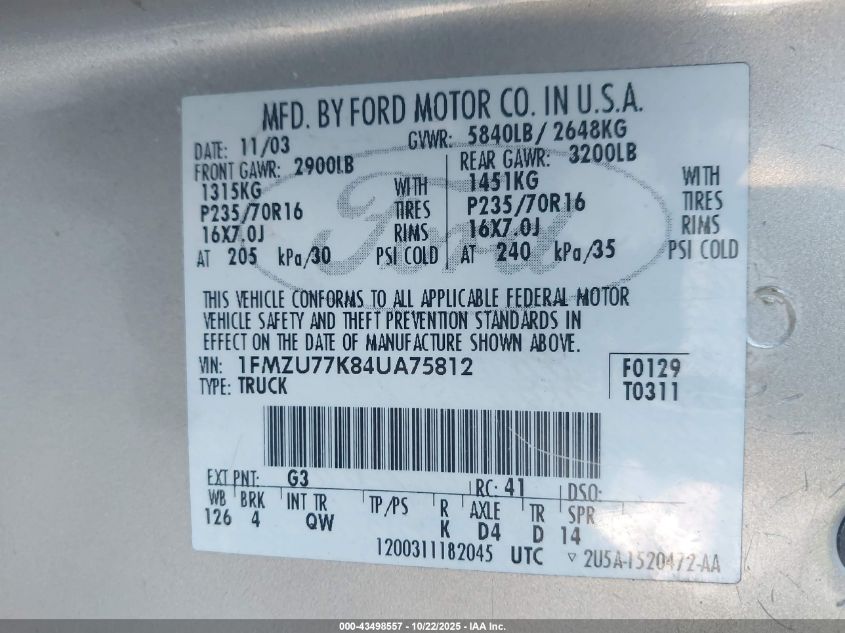 MFD. BY FORD MOTOR CO. IN U.S.A.
DATE: 11/03 GVWR: 5840LB/ 2648KG
FRONT GAWR: 2900LB REAR GAWR: 3200LB
1315KG WITH 1451KG WITH
P235/70R16 TIRES P235/70R16 TIRES
16X7.0J RIMS 16X7.0J RIMS
AT 205 kPa/30 PSI COLD AT 240 kPa/35 PSI COLD
Ford
THIS VEHICLE CONFORMS TO ALL APPLICABLE FEDERAL MOTOR
VEHICLE SAFETY AND THEFT PREVENTION STANDARDS IN
EFFECT ON THE DATE OF MANUFACTURE SHOWN ABOVE.
VIN: 1FMZU77K84UA75812 F0129
TYPE: TRUCK T0311
EXT PNT: G3 RC: 41 DSO:
WB BRK INT TR TP/PS R AXLE TR SPR
126 4 QW K D4 D 14
1200311182045 UTC ▽ 2U5A-1520472-AA
000-43498557 - 10/22/2025 - IAA Inc.